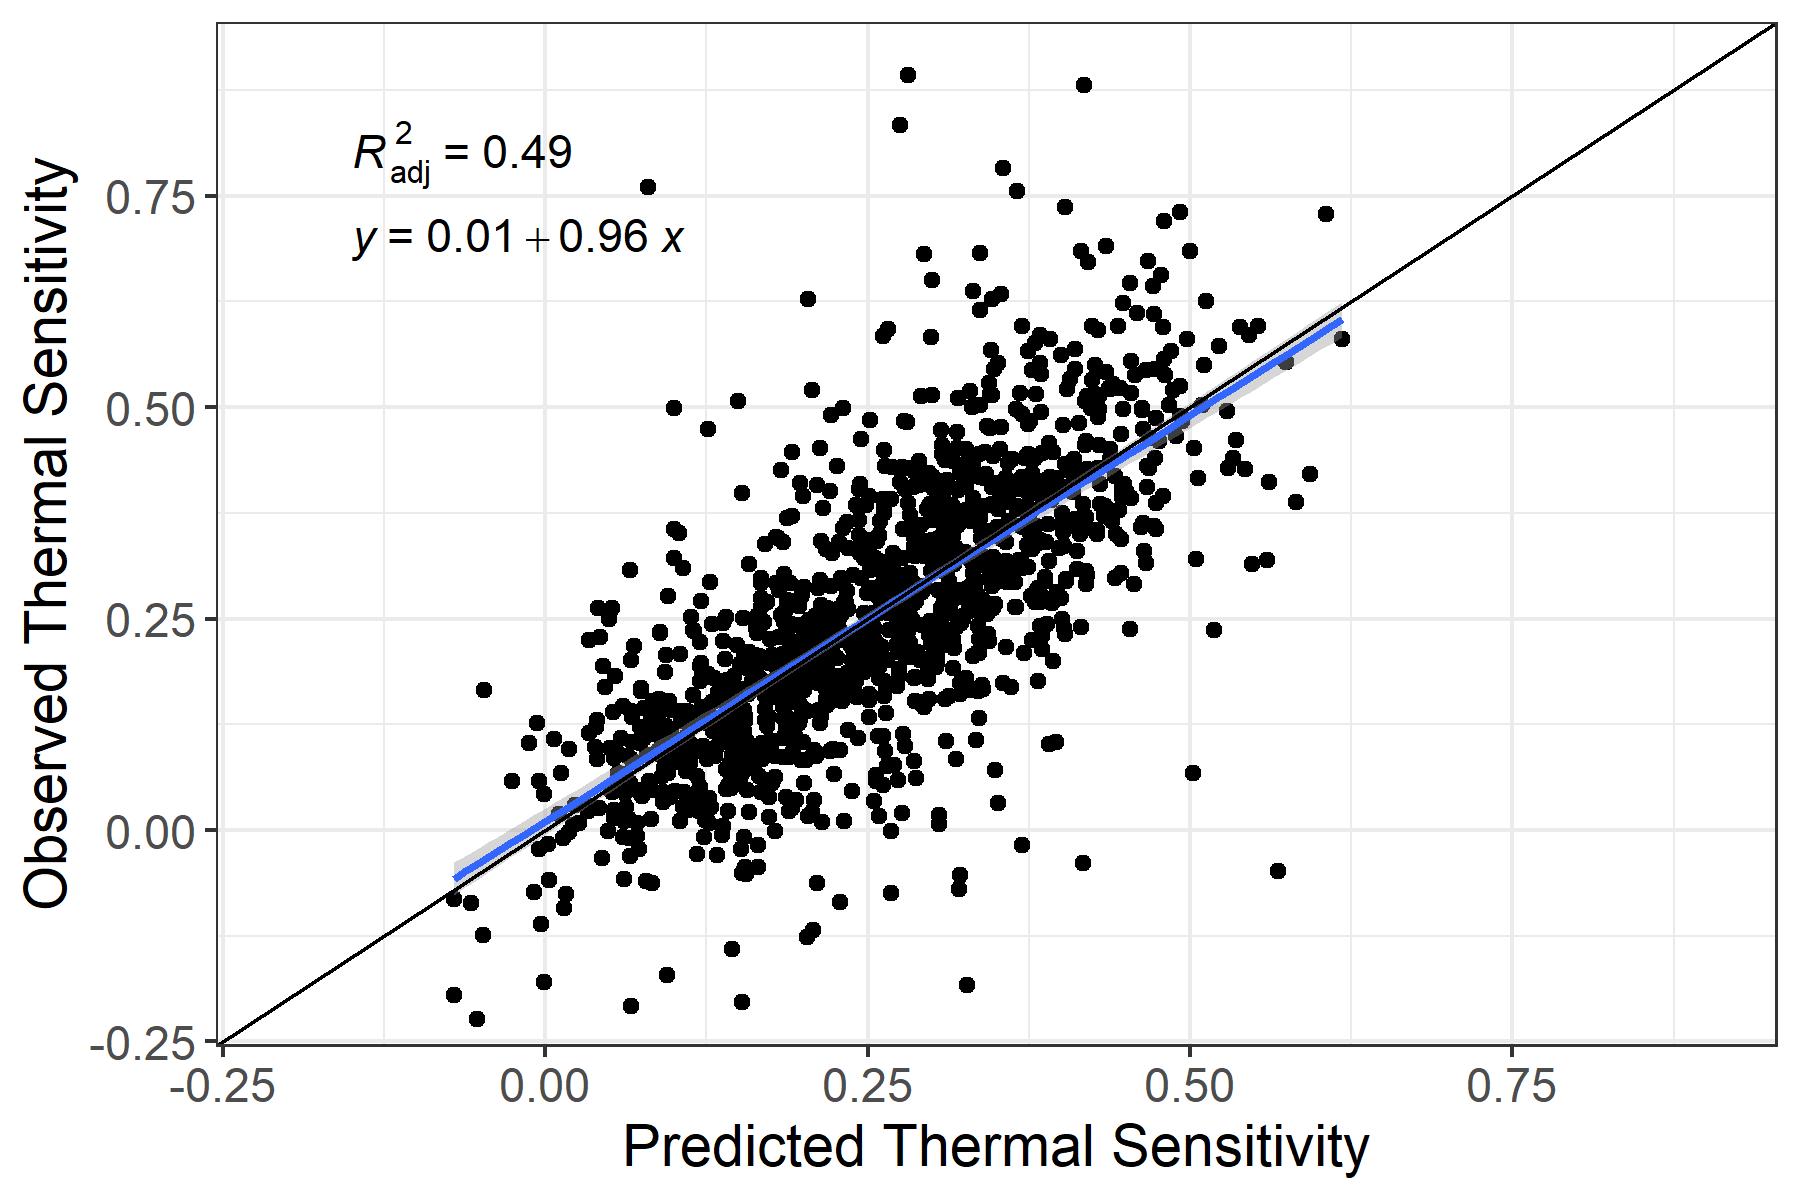 R²adj = 0.49
y = 0.01 + 0.96 x
Observed Thermal Sensitivity
0.75
0.50
0.25
0.00
-0.25
-0.25 0.00 0.25 0.50 0.75
Predicted Thermal Sensitivity